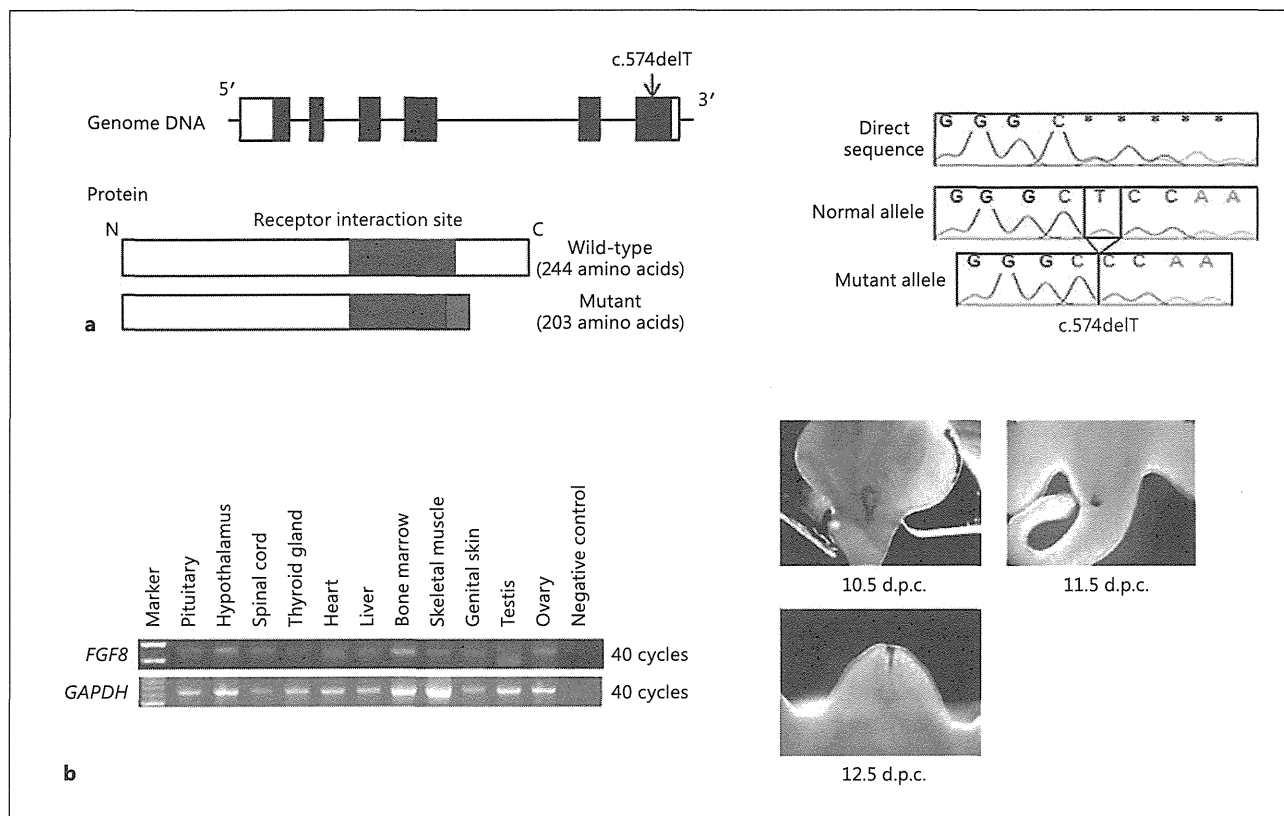 c.574delT
5′
3′
Genome DNA
Protein
Receptor interaction site
N
C
Wild-type
(244 amino acids)
Mutant
(203 amino acids)
a
Direct
sequence
G G G C * * * * *
Normal allele
G G G C T C C A A
Mutant allele
G G G C C C A A
c.574delT
Marker
Pituitary
Hypothalamus
Spinal cord
Thyroid gland
Heart
Liver
Bone marrow
Skeletal muscle
Genital skin
Testis
Ovary
Negative control
FGF8
40 cycles
GAPDH
40 cycles
b
10.5 d.p.c.
11.5 d.p.c.
12.5 d.p.c.